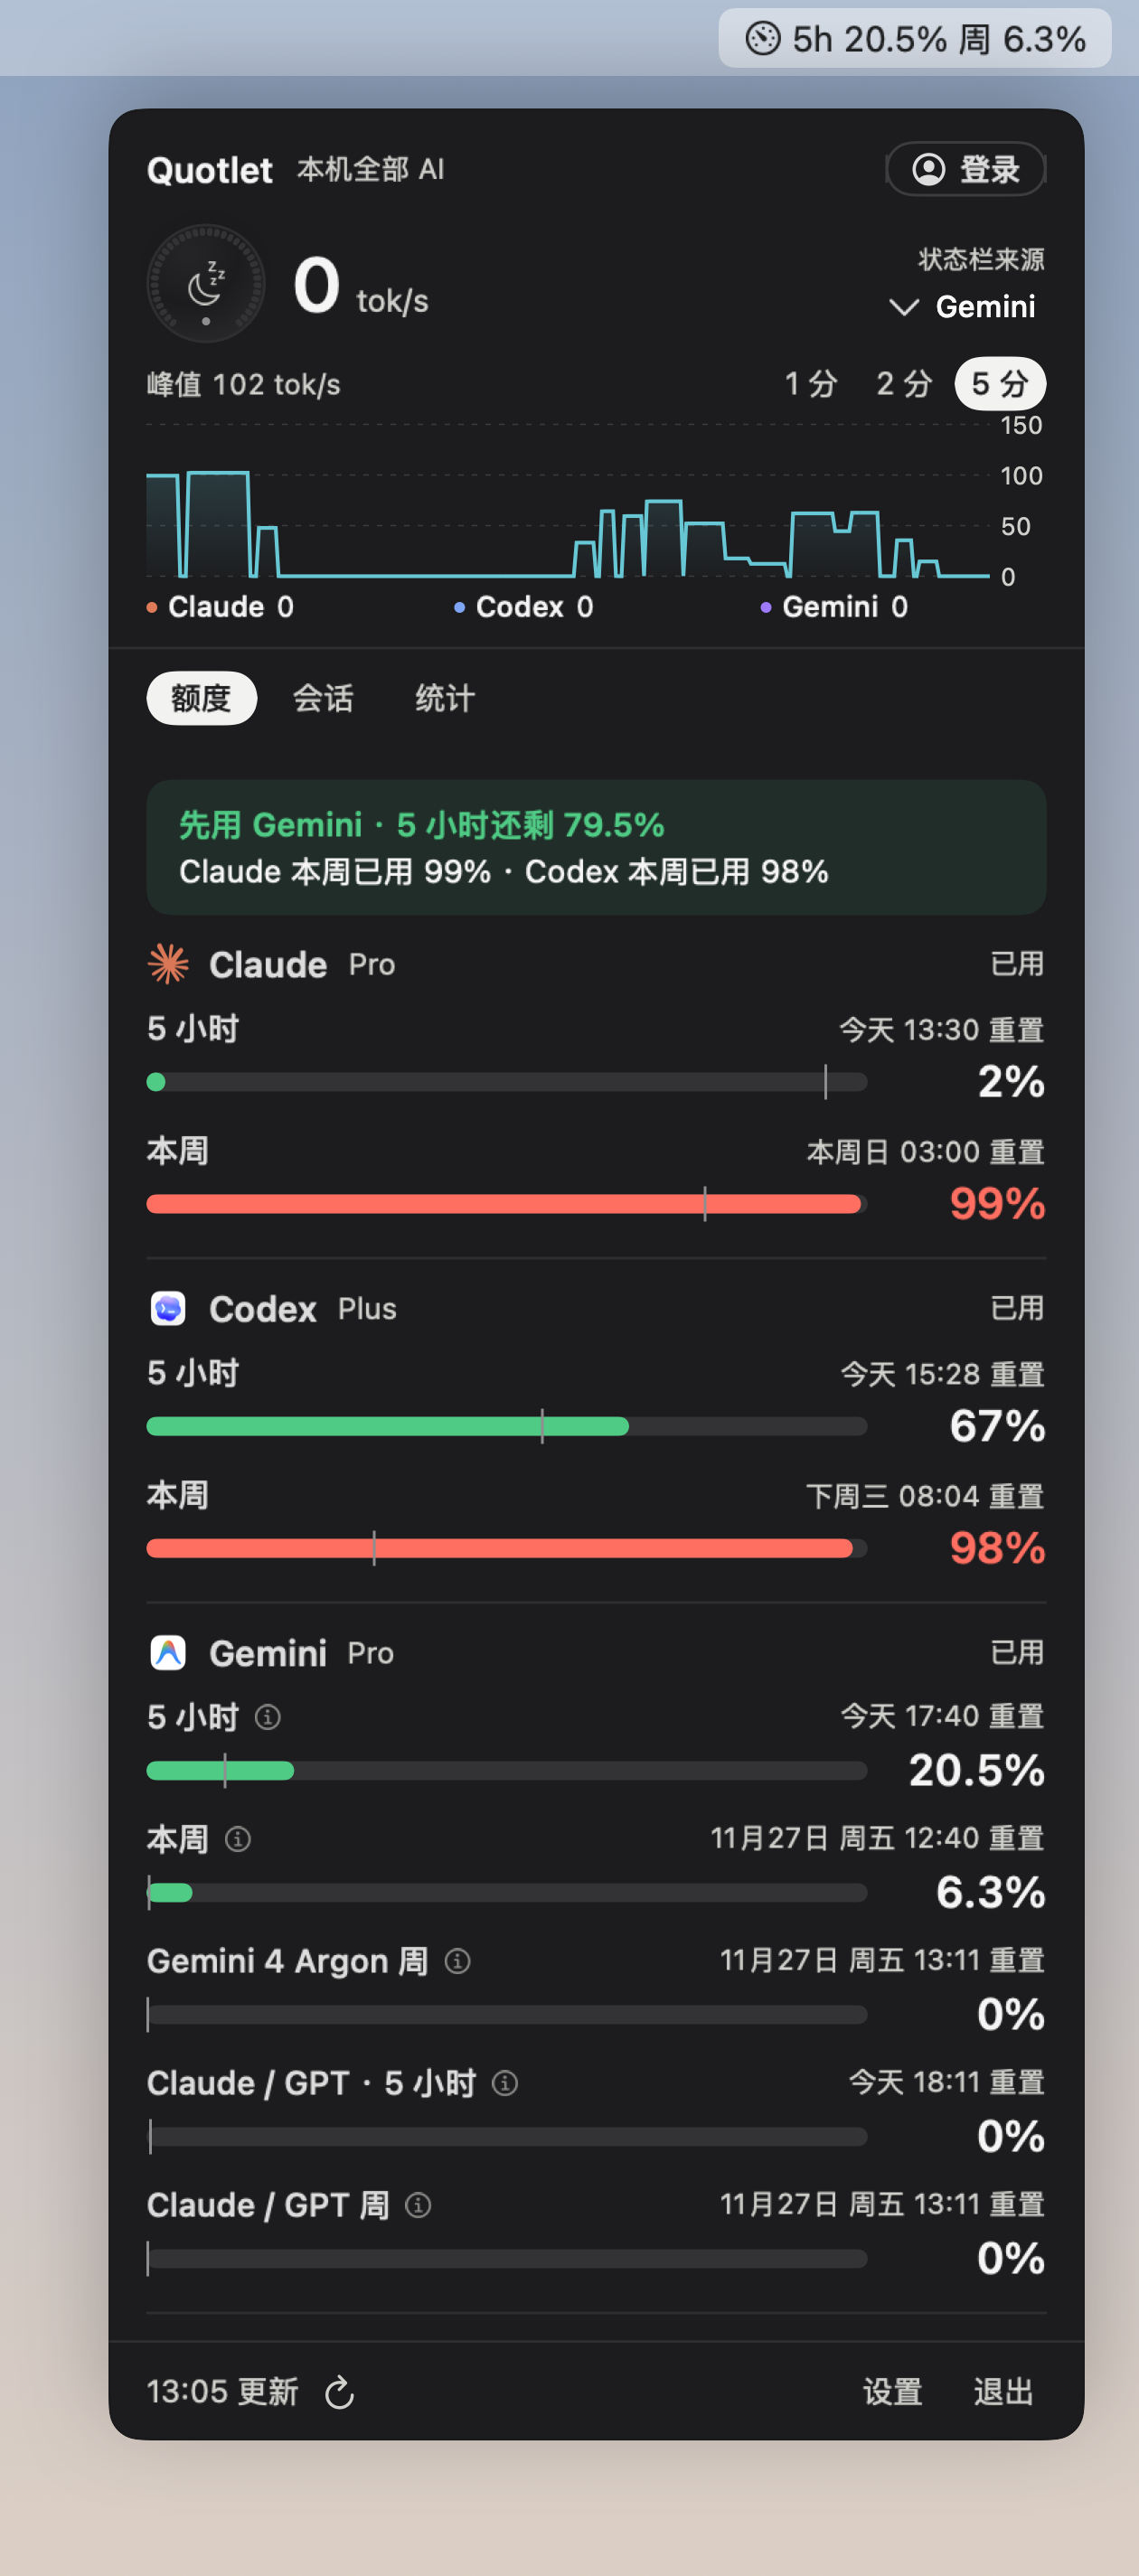 5h 20.5% 周 6.3%
Quotlet 本机全部 AI 登录
0 tok/s
状态栏来源
Gemini
峰值 102 tok/s 1 分 2 分 5 分
150
100
50
0
Claude 0 Codex 0 Gemini 0
额度 会话 统计
先用 Gemini · 5 小时还剩 79.5%
Claude 本周已用 99% · Codex 本周已用 98%
Claude Pro 已用
5 小时 今天 13:30 重置
2%
本周 本周日 03:00 重置
99%
Codex Plus 已用
5 小时 今天 15:28 重置
67%
本周 下周三 08:04 重置
98%
Gemini Pro 已用
5 小时 今天 17:40 重置
20.5%
本周 11月27日 周五 12:40 重置
6.3%
Gemini 4 Argon 周 11月27日 周五 13:11 重置
0%
Claude / GPT · 5 小时 今天 18:11 重置
0%
Claude / GPT 周 11月27日 周五 13:11 重置
0%
13:05 更新 设置 退出